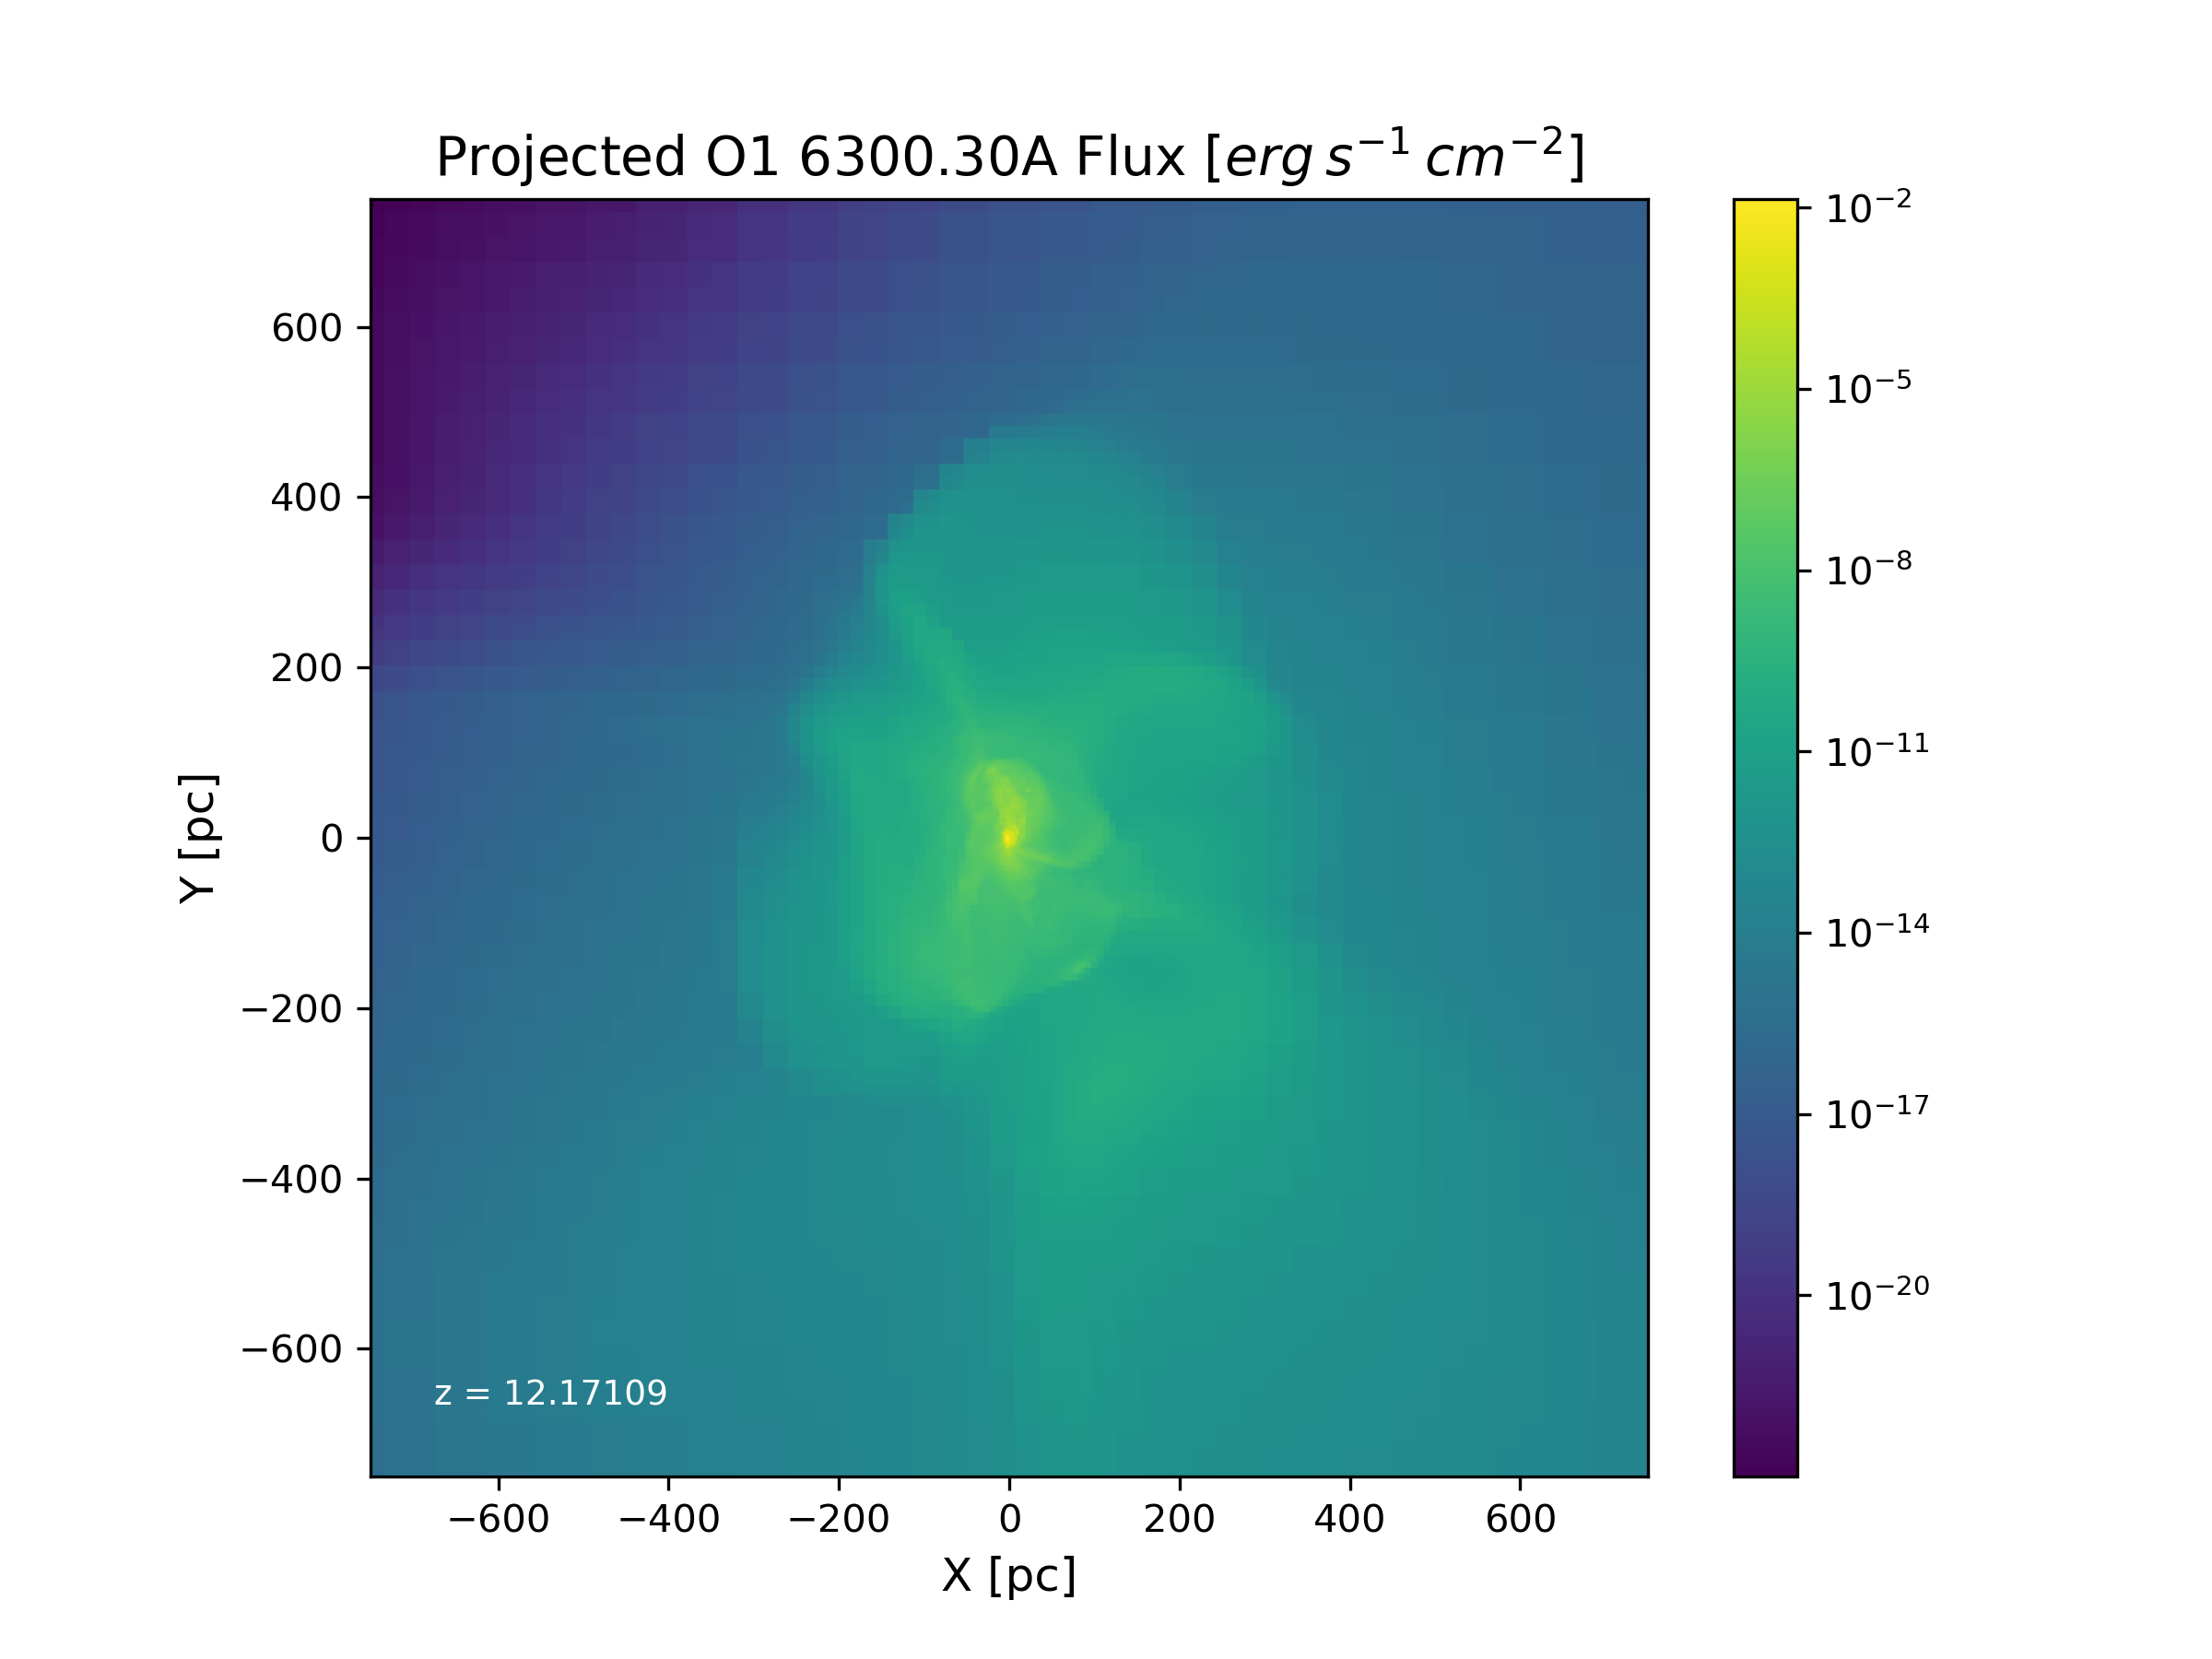 Projected O1 6300.30A Flux [erg s⁻¹ cm⁻²]
10⁻²
10⁻⁵
10⁻⁸
10⁻¹¹
10⁻¹⁴
10⁻¹⁷
10⁻²⁰
Y [pc]
600
400
200
0
−200
−400
−600
z = 12.17109
−600 −400 −200 0 200 400 600
X [pc]